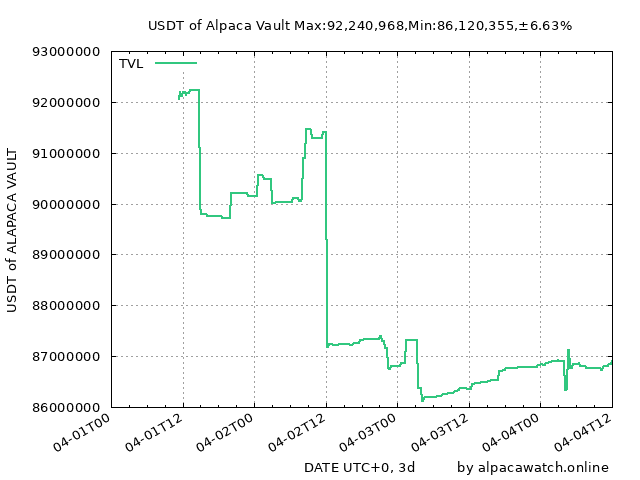 USDT of Alpaca Vault Max:92,240,968,Min:86,120,355,±6.63%
TVL
93000000
92000000
91000000
90000000
89000000
88000000
87000000
86000000
USDT of ALAPACA VAULT
04-01T00
04-01T12
04-02T00
04-02T12
04-03T00
04-03T12
04-04T00
04-04T12
DATE UTC+0, 3d
by alpacawatch.online